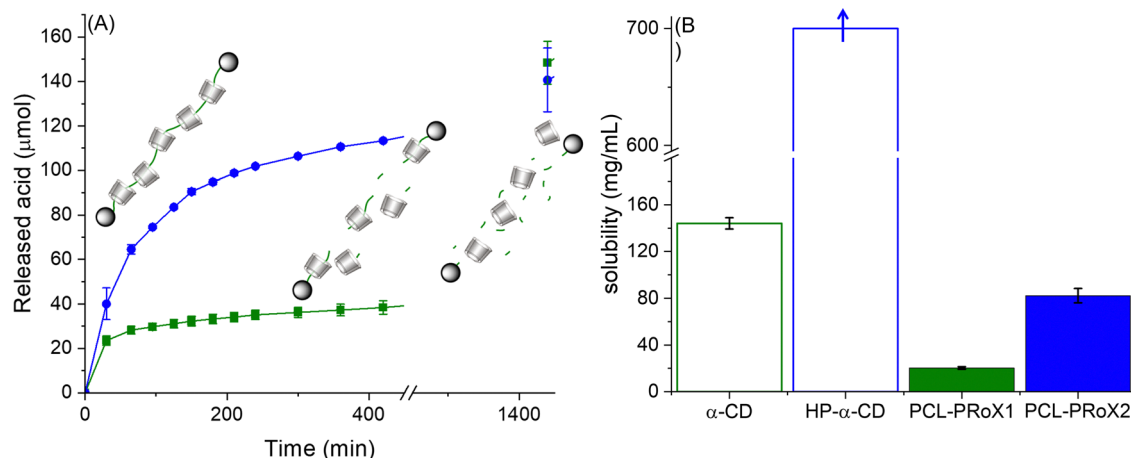 (A)
Released acid (μmol)
160
140
120
100
80
60
40
20
0
0
200
400
1400
Time (min)
(B
)
solubility (mg/mL)
700
600
160
120
80
40
0
α-CD
HP-α-CD
PCL-PRoX1
PCL-PRoX2